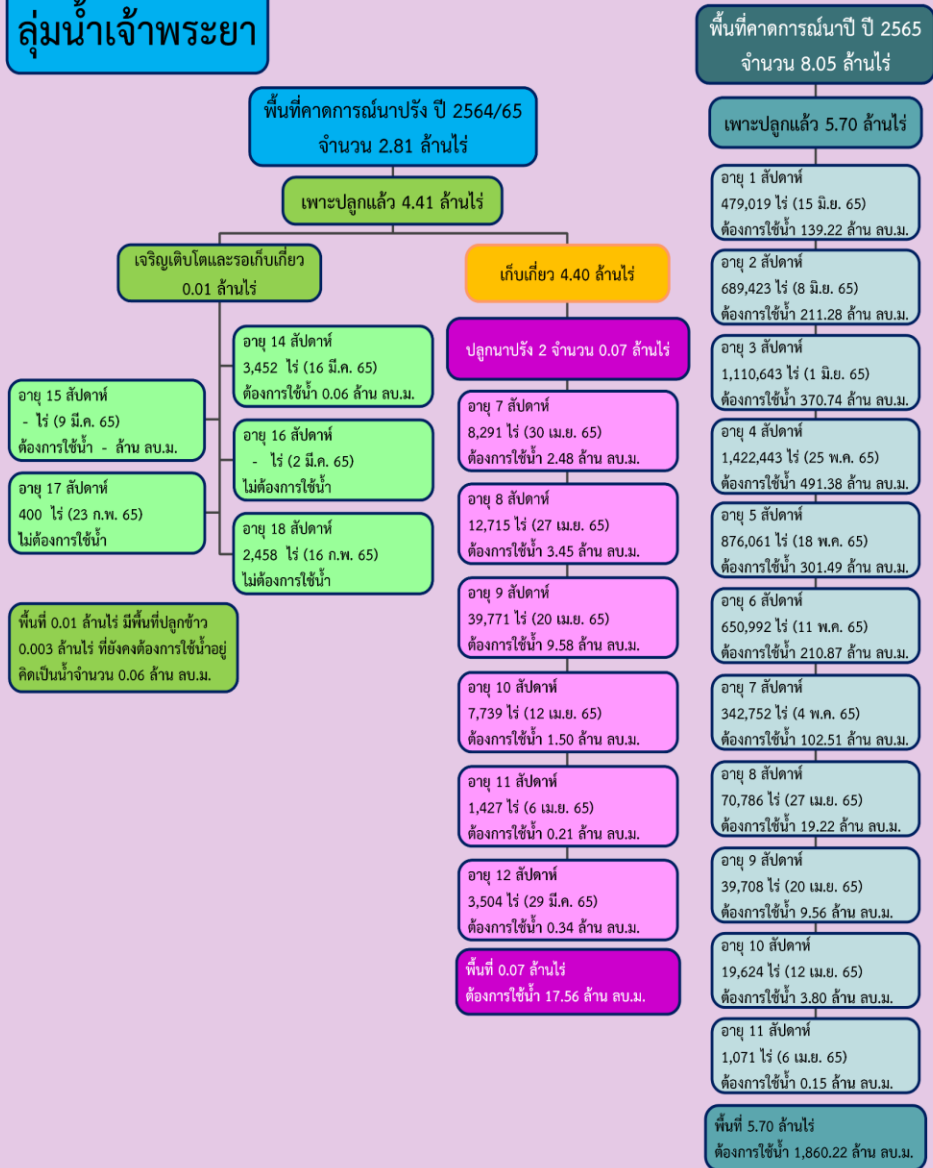 ลุ่มน้ำเจ้าพระยา
พื้นที่คาดการณ์นาปรัง ปี 2564/65
จำนวน 2.81 ล้านไร่
เพาะปลูกแล้ว 4.41 ล้านไร่
เจริญเติบโตและรอเก็บเกี่ยว
0.01 ล้านไร่
อายุ 14 สัปดาห์
3,452 ไร่ (16 มี.ค. 65)
ต้องการใช้น้ำ 0.06 ล้าน ลบ.ม.
อายุ 15 สัปดาห์
- ไร่ (9 มี.ค. 65)
ต้องการใช้น้ำ - ล้าน ลบ.ม.
อายุ 16 สัปดาห์
- ไร่ (2 มี.ค. 65)
ไม่ต้องการใช้น้ำ
อายุ 17 สัปดาห์
400 ไร่ (23 ก.พ. 65)
ไม่ต้องการใช้น้ำ
อายุ 18 สัปดาห์
2,458 ไร่ (16 ก.พ. 65)
ไม่ต้องการใช้น้ำ
พื้นที่ 0.01 ล้านไร่ มีพื้นที่ปลูกข้าว
0.003 ล้านไร่ ที่ยังคงต้องการใช้น้ำอยู่
คิดเป็นน้ำจำนวน 0.06 ล้าน ลบ.ม.
เก็บเกี่ยว 4.40 ล้านไร่
ปลูกนาปรัง 2 จำนวน 0.07 ล้านไร่
อายุ 7 สัปดาห์
8,291 ไร่ (30 เม.ย. 65)
ต้องการใช้น้ำ 2.48 ล้าน ลบ.ม.
อายุ 8 สัปดาห์
12,715 ไร่ (27 เม.ย. 65)
ต้องการใช้น้ำ 3.45 ล้าน ลบ.ม.
อายุ 9 สัปดาห์
39,771 ไร่ (20 เม.ย. 65)
ต้องการใช้น้ำ 9.58 ล้าน ลบ.ม.
อายุ 10 สัปดาห์
7,739 ไร่ (12 เม.ย. 65)
ต้องการใช้น้ำ 1.50 ล้าน ลบ.ม.
อายุ 11 สัปดาห์
1,427 ไร่ (6 เม.ย. 65)
ต้องการใช้น้ำ 0.21 ล้าน ลบ.ม.
อายุ 12 สัปดาห์
3,504 ไร่ (29 มี.ค. 65)
ต้องการใช้น้ำ 0.34 ล้าน ลบ.ม.
พื้นที่ 0.07 ล้านไร่
ต้องการใช้น้ำ 17.56 ล้าน ลบ.ม.
พื้นที่คาดการณ์นาปี ปี 2565
จำนวน 8.05 ล้านไร่
เพาะปลูกแล้ว 5.70 ล้านไร่
อายุ 1 สัปดาห์
479,019 ไร่ (15 มิ.ย. 65)
ต้องการใช้น้ำ 139.22 ล้าน ลบ.ม.
อายุ 2 สัปดาห์
689,423 ไร่ (8 มิ.ย. 65)
ต้องการใช้น้ำ 211.28 ล้าน ลบ.ม.
อายุ 3 สัปดาห์
1,110,643 ไร่ (1 มิ.ย. 65)
ต้องการใช้น้ำ 370.74 ล้าน ลบ.ม.
อายุ 4 สัปดาห์
1,422,443 ไร่ (25 พ.ค. 65)
ต้องการใช้น้ำ 491.38 ล้าน ลบ.ม.
อายุ 5 สัปดาห์
876,061 ไร่ (18 พ.ค. 65)
ต้องการใช้น้ำ 301.49 ล้าน ลบ.ม.
อายุ 6 สัปดาห์
650,992 ไร่ (11 พ.ค. 65)
ต้องการใช้น้ำ 210.87 ล้าน ลบ.ม.
อายุ 7 สัปดาห์
342,752 ไร่ (4 พ.ค. 65)
ต้องการใช้น้ำ 102.51 ล้าน ลบ.ม.
อายุ 8 สัปดาห์
70,786 ไร่ (27 เม.ย. 65)
ต้องการใช้น้ำ 19.22 ล้าน ลบ.ม.
อายุ 9 สัปดาห์
39,708 ไร่ (20 เม.ย. 65)
ต้องการใช้น้ำ 9.56 ล้าน ลบ.ม.
อายุ 10 สัปดาห์
19,624 ไร่ (12 เม.ย. 65)
ต้องการใช้น้ำ 3.80 ล้าน ลบ.ม.
อายุ 11 สัปดาห์
1,071 ไร่ (6 เม.ย. 65)
ต้องการใช้น้ำ 0.15 ล้าน ลบ.ม.
พื้นที่ 5.70 ล้านไร่
ต้องการใช้น้ำ 1,860.22 ล้าน ลบ.ม.